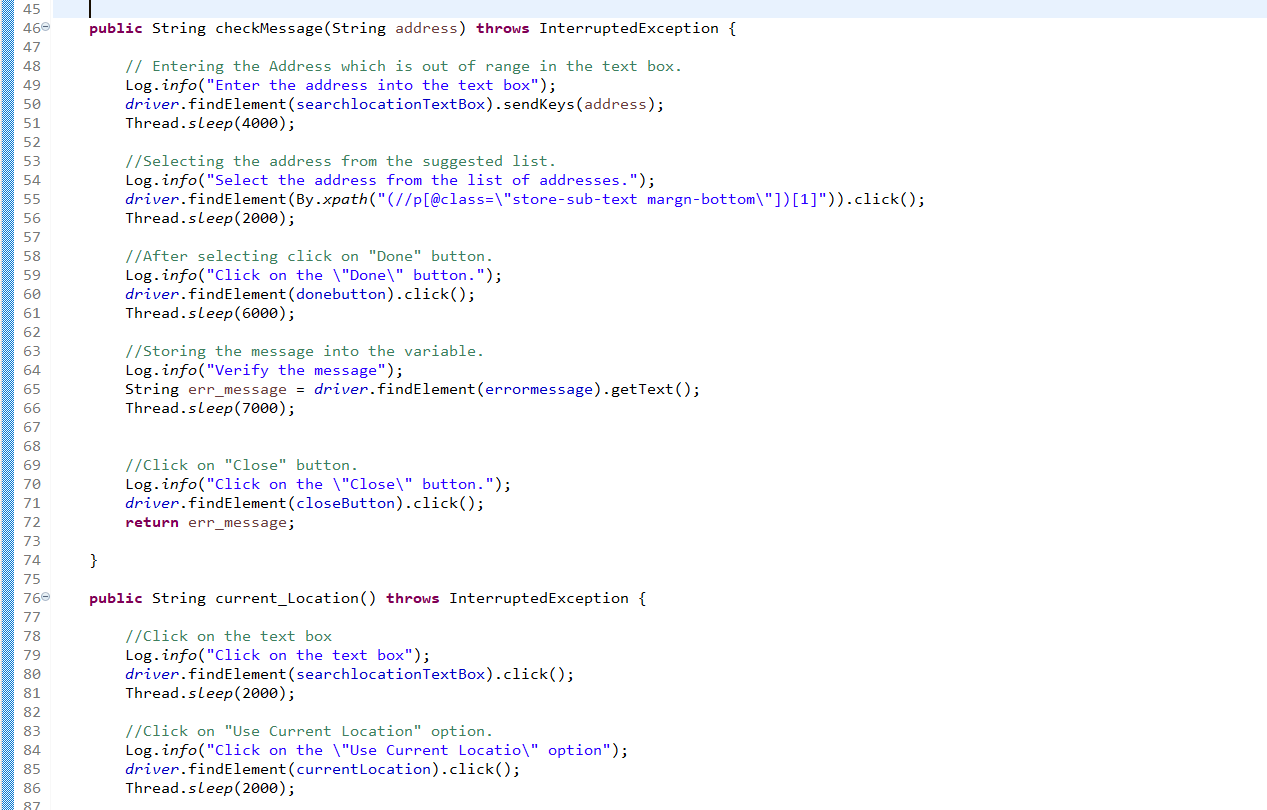 45
46 public String checkMessage(String address) throws InterruptedException {
47
48 // Entering the Address which is out of range in the text box.
49 Log.info("Enter the address into the text box");
50 driver.findElement(searchlocationTextBox).sendKeys(address);
51 Thread.sleep(4000);
52
53 //Selecting the address from the suggested list.
54 Log.info("Select the address from the list of addresses.");
55 driver.findElement(By.xpath("(//p[@class=\"store-sub-text margn-bottom\"])[1]")).click();
56 Thread.sleep(2000);
57
58 //After selecting click on "Done" button.
59 Log.info("Click on the \"Done\" button.");
60 driver.findElement(donebutton).click();
61 Thread.sleep(6000);
62
63 //Storing the message into the variable.
64 Log.info("Verify the message");
65 String err_message = driver.findElement(errormessage).getText();
66 Thread.sleep(7000);
67
68
69 //Click on "Close" button.
70 Log.info("Click on the \"Close\" button.");
71 driver.findElement(closeButton).click();
72 return err_message;
73
74 }
75
76 public String current_Location() throws InterruptedException {
77
78 //Click on the text box
79 Log.info("Click on the text box");
80 driver.findElement(searchlocationTextBox).click();
81 Thread.sleep(2000);
82
83 //Click on "Use Current Location" option.
84 Log.info("Click on the \"Use Current Locatio\" option");
85 driver.findElement(currentLocation).click();
86 Thread.sleep(2000);
87